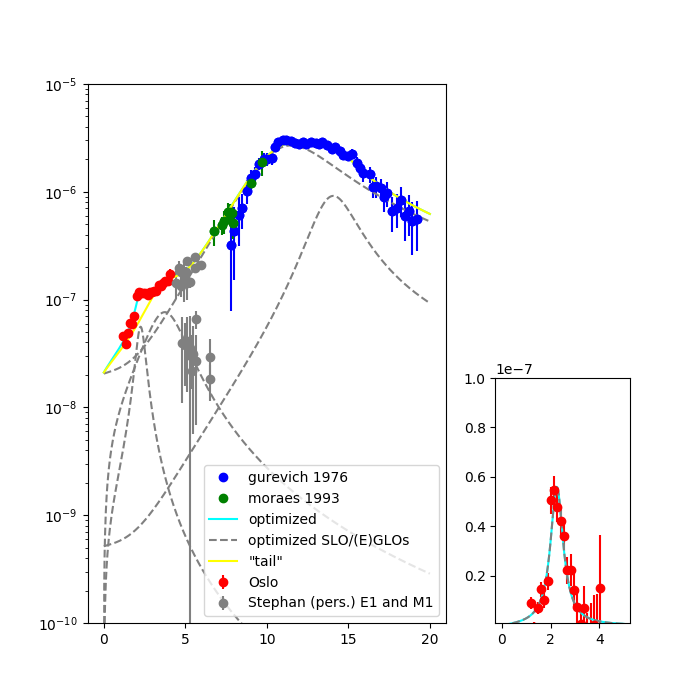 10⁻⁵
10⁻⁶
10⁻⁷
10⁻⁸
10⁻⁹
10⁻¹⁰
0
5
10
15
20
gurevich 1976
moraes 1993
optimized
optimized SLO/(E)GLOs
"tail"
Oslo
Stephan (pers.) E1 and M1
1e−7
1.0
0.8
0.6
0.4
0.2
0
2
4